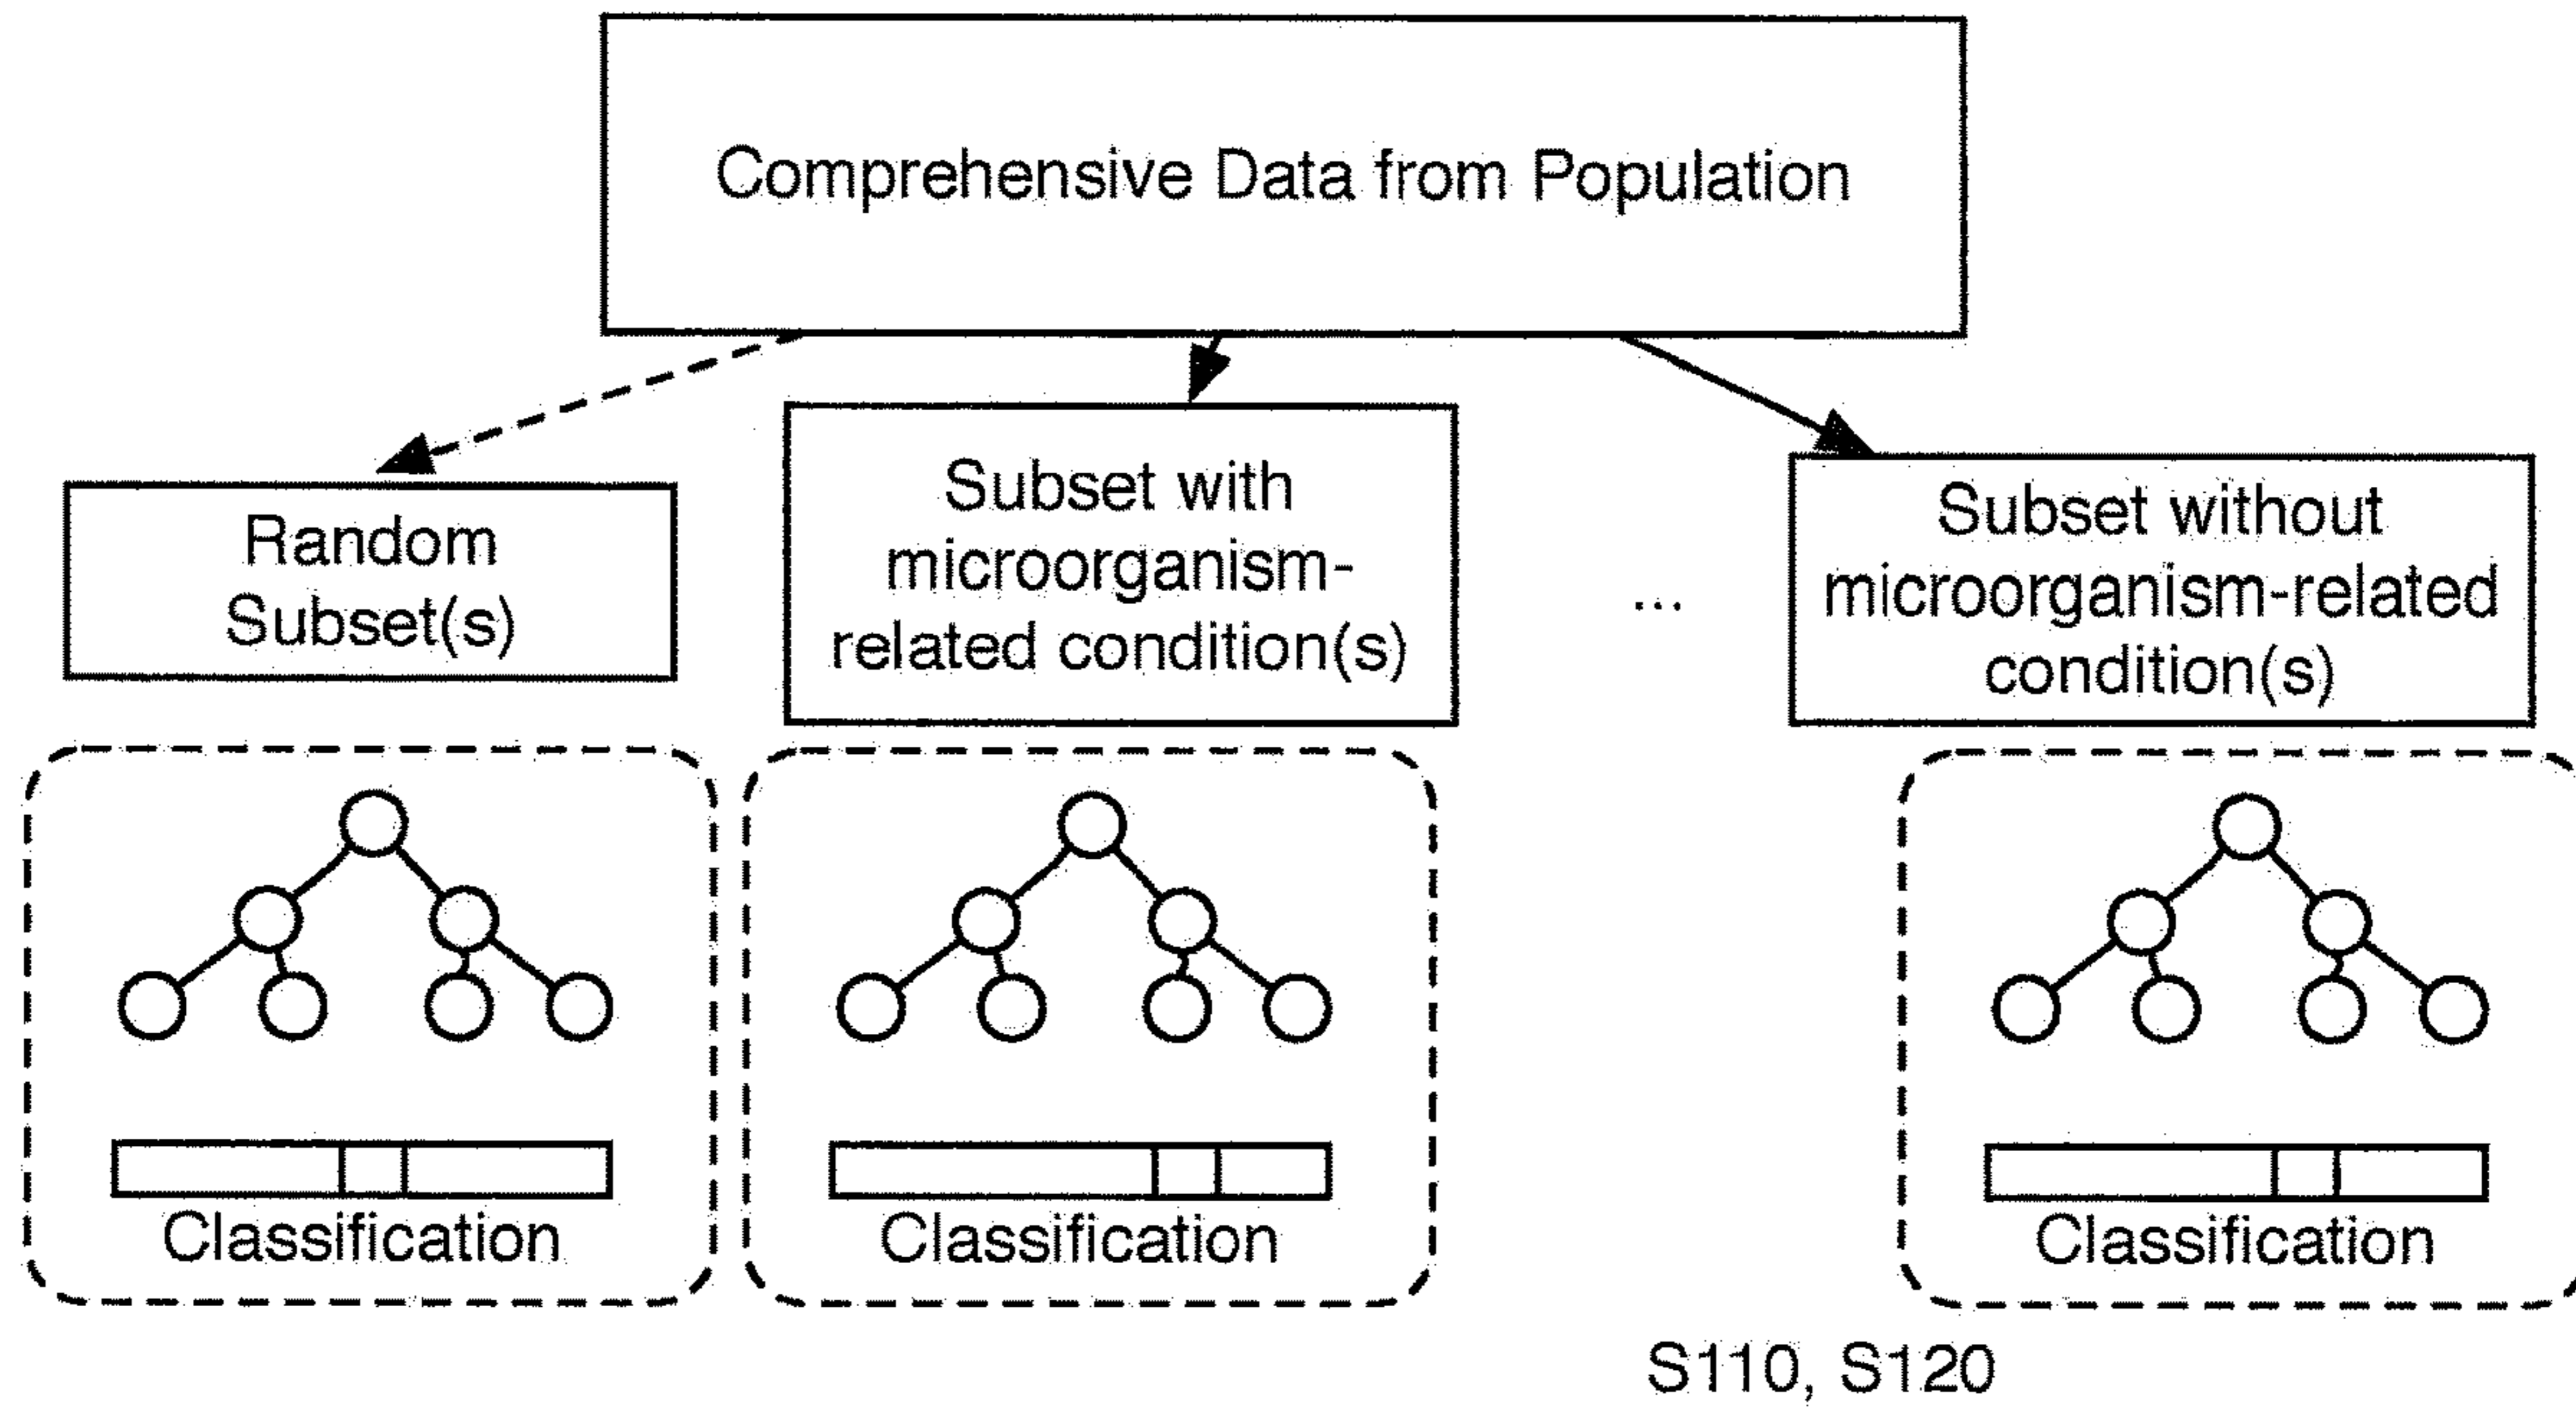 Comprehensive Data from Population
Random
Subset(s)
Subset with
microorganism-
related condition(s)
...
Subset without
microorganism-related
condition(s)
Classification
Classification
Classification
S110, S120